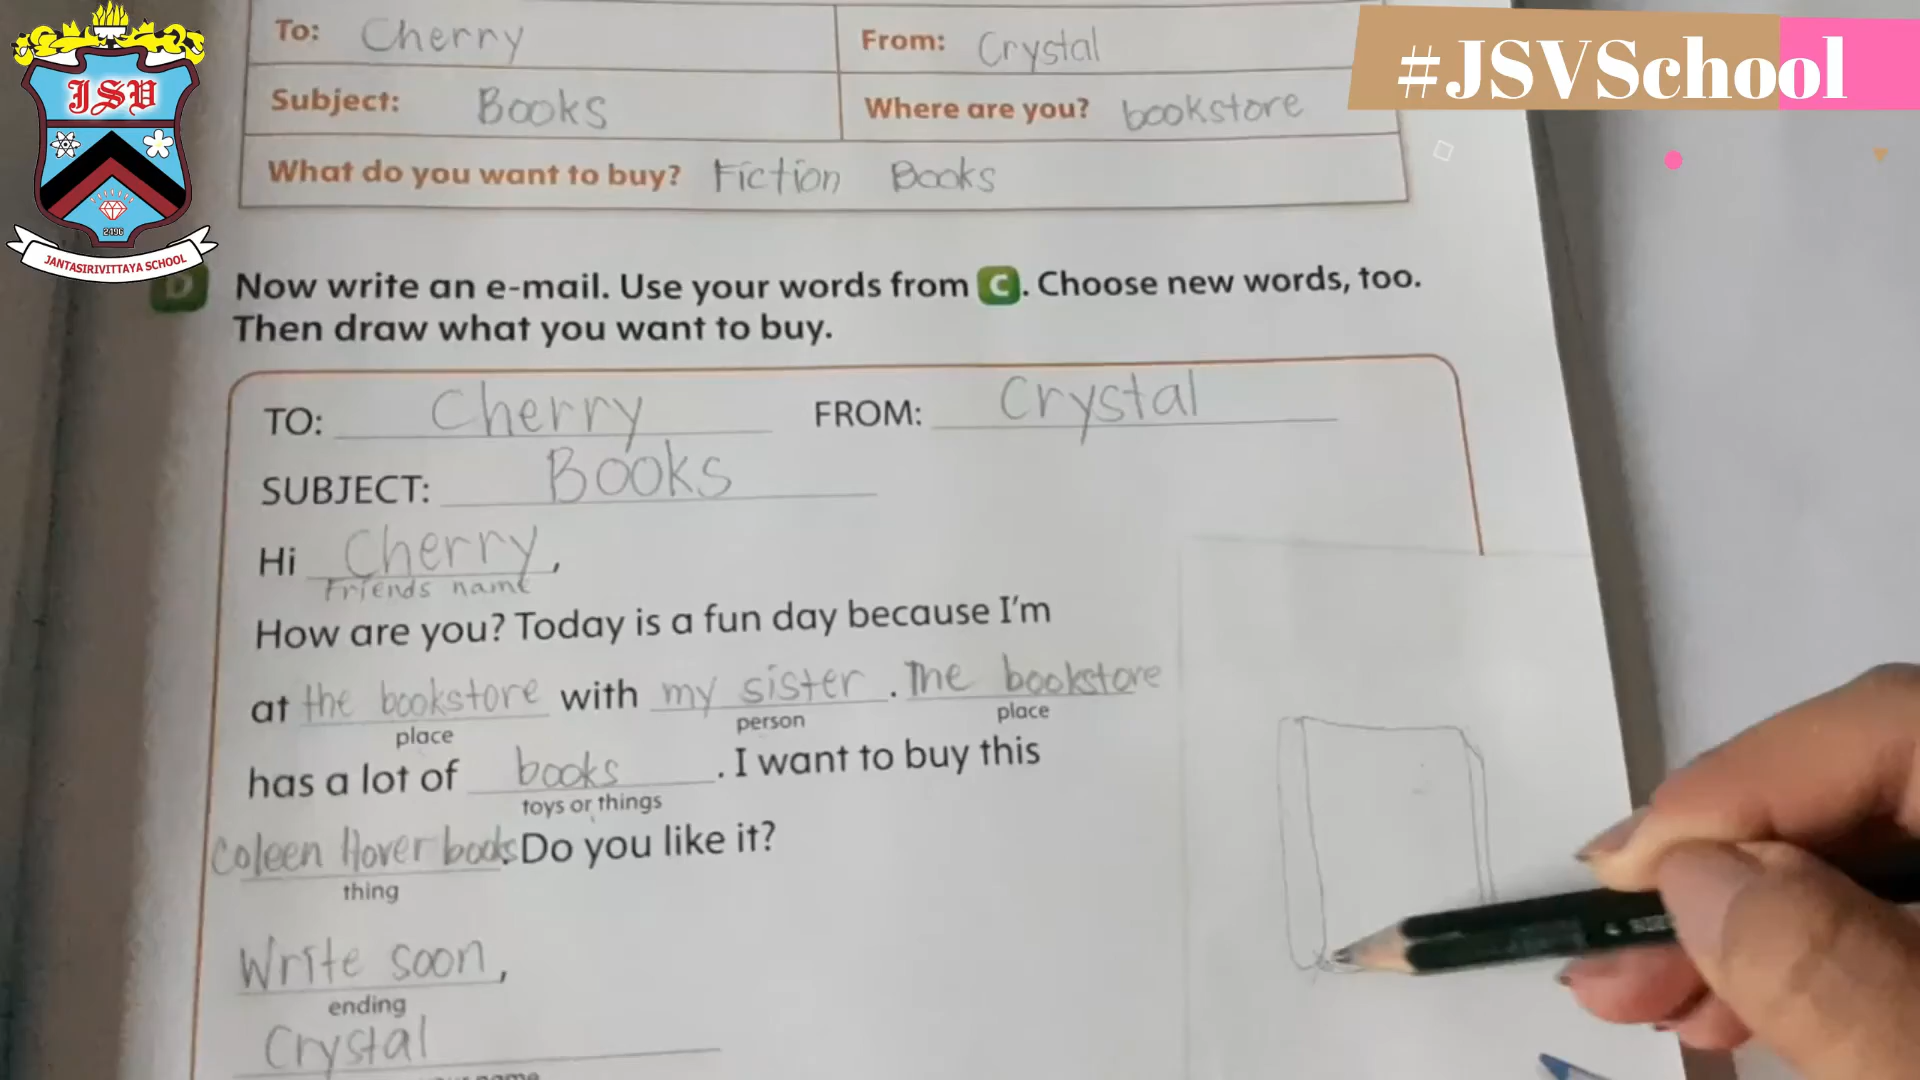 JSV
2496
JANTASIRIVITTAYA SCHOOL
#JSVSchool
To: Cherry From: Crystal
Subject: Books Where are you? bookstore
What do you want to buy? Fiction Books
D Now write an e-mail. Use your words from C. Choose new words, too.
Then draw what you want to buy.
TO: Cherry FROM: Crystal
SUBJECT: Books
Hi Cherry,
Friends name
How are you? Today is a fun day because I'm
at the bookstore with my sister. The bookstore
place person place
has a lot of books. I want to buy this
toys or things
Coleen Hover books. Do you like it?
thing
Write soon,
ending
Crystal